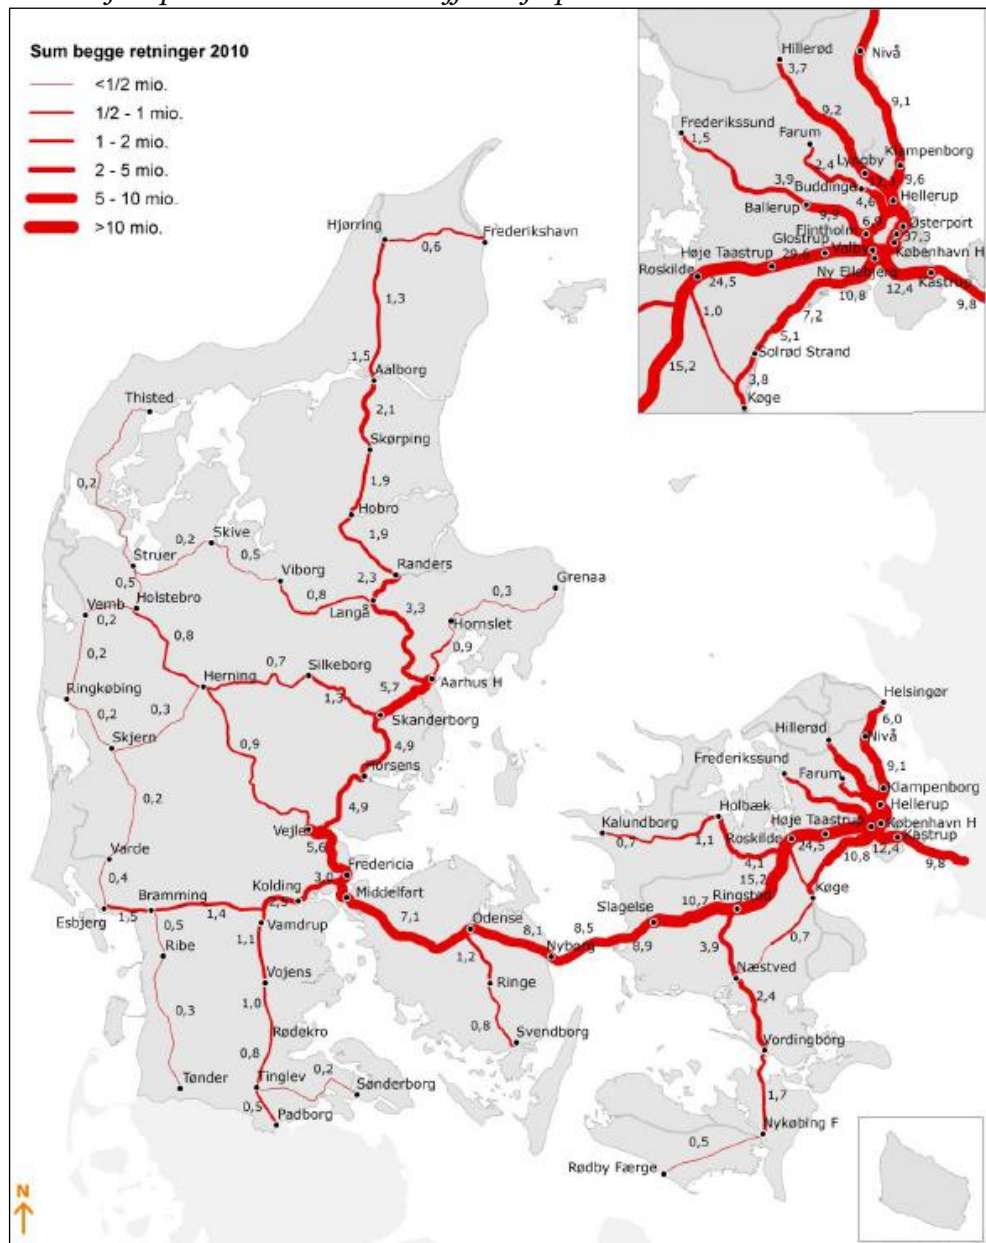 Sum begge retninger 2010
<1/2 mio.
1/2 - 1 mio.
1 - 2 mio.
2 - 5 mio.
5 - 10 mio.
>10 mio.
Hillerød
3,7
Nivå
9,2
9,1
Frederikssund
1,5
Farum
2,4
Lyngby
Klampenborg
9,6
3,9
Buddinge
4,6
Hellerup
Ballerup
9,9
6,9
Flintholm
Østerport
37,3
Glostrup
Valby
København H
Høje Taastrup
29,6
Roskilde
24,5
Ny Ellebjerg
10,8
12,4
Kastrup
9,8
1,0
7,2
5,1
Solrød Strand
15,2
3,8
Køge
Hjørring
0,6
Frederikshavn
1,3
1,5
Aalborg
Thisted
2,1
Skørping
0,2
1,9
Hobro
1,9
0,2
Skive
0,5
Struer
0,5
Viborg
0,8
2,3
Randers
Langå
3,3
0,3
Grenaa
Hornslet
0,9
Vemb
0,2
Holstebro
0,8
0,2
0,7
Silkeborg
1,3
Herning
Aarhus H
5,7
Ringkøbing
0,2
0,3
Skanderborg
Skjern
4,9
0,9
Horsens
4,9
0,2
Vejle
5,6
Varde
0,4
Fredericia
3,0
Kolding
2,5
Middelfart
Bramming
1,4
Esbjerg
1,5
0,5
Vamdrup
7,1
Odense
8,1
8,5
Ribe
1,1
1,2
Nyborg
Vojens
Ringe
1,0
0,3
Rødekro
0,8
Svendborg
0,8
Tønder
Tinglev
0,2
Sønderborg
0,5
Padborg
Helsingør
6,0
Hillerød
Nivå
Frederikssund
9,1
Farum
Klampenborg
Hellerup
Holbæk
Høje Taastrup
København H
Kalundborg
0,7
1,1
Roskilde
24,5
Kastrup
12,4
10,8
9,8
4,1
15,2
Køge
Ringsted
10,7
Slagelse
8,9
3,9
0,7
Næstved
2,4
Vordingborg
1,7
Nykøbing F
0,5
Rødby Færge
N